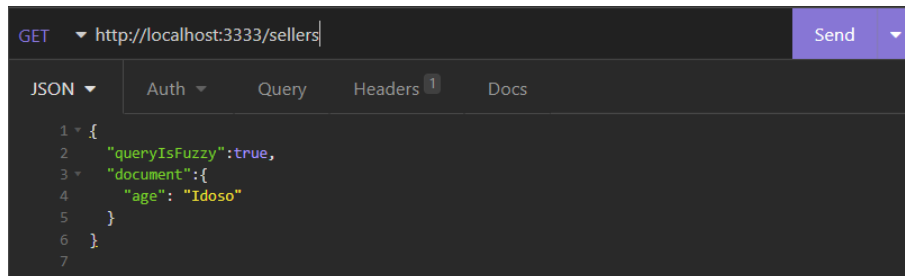 GET http://localhost:3333/sellers Send
JSON Auth Query Headers 1 Docs
1 {
2 "queryIsFuzzy":true,
3 "document":{
4 "age": "Idoso"
5 }
6 }
7